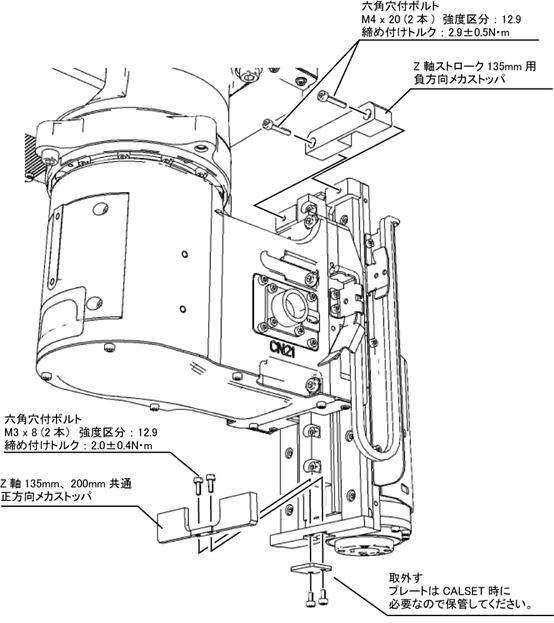 六角穴付ボルト
M4 x 20(2本) 強度区分：12.9
締め付けトルク：2.9±0.5N・m
Z 軸ストローク 135mm 用
負方向メカストッパ
CN21
六角穴付ボルト
M3 x 8(2本) 強度区分：12.9
締め付けトルク：2.0±0.4N・m
Z 軸135mm、200mm 共通
正方向メカストッパ
取外す
プレートは CALSET 時に
必要なので保管してください。